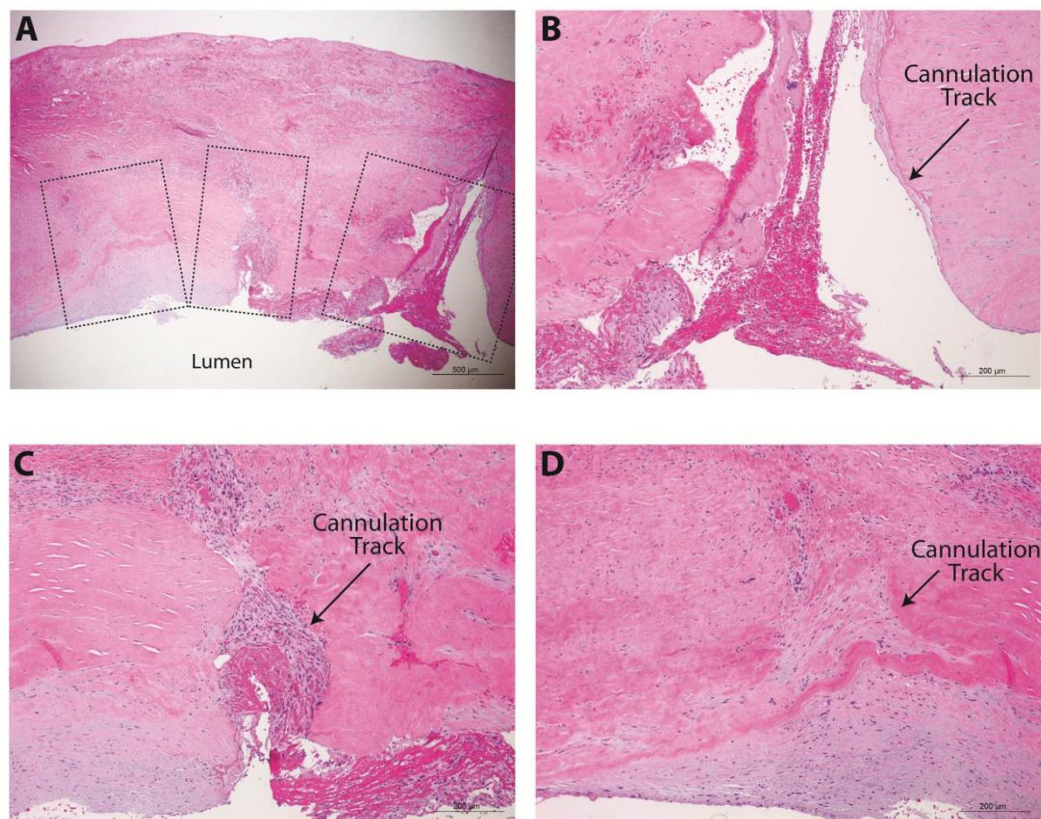 A
Lumen
500 µm
B
Cannulation
Track
200 µm
C
Cannulation
Track
200 µm
D
Cannulation
Track
200 µm